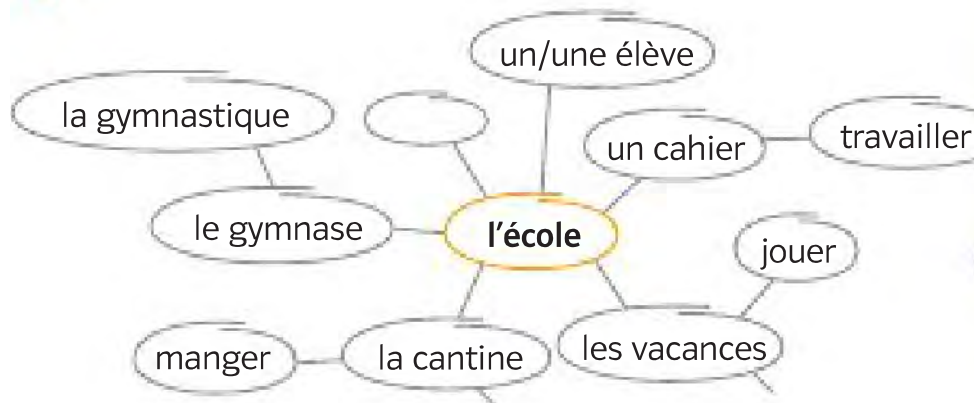 un/une élève
la gymnastique
un cahier
travailler
le gymnase
l'école
jouer
manger
la cantine
les vacances